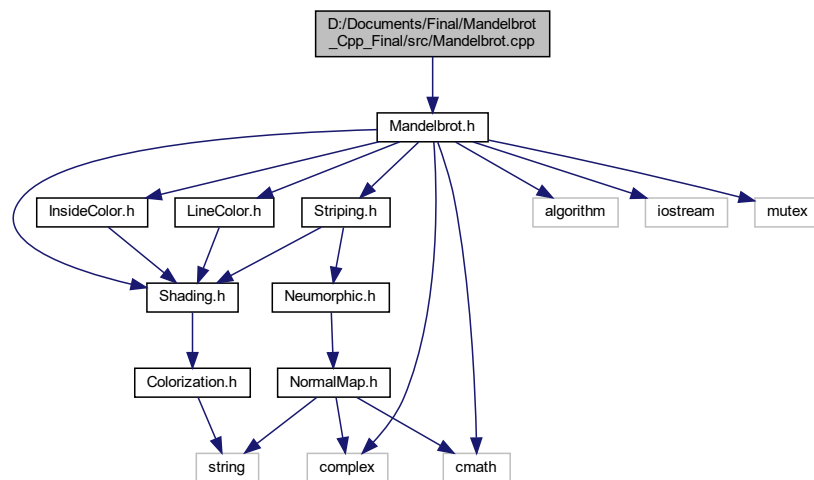 D:/Documents/Final/Mandelbrot
_Cpp_Final/src/Mandelbrot.cpp
Mandelbrot.h
InsideColor.h
LineColor.h
Striping.h
algorithm
iostream
mutex
Shading.h
Neumorphic.h
Colorization.h
NormalMap.h
string
complex
cmath